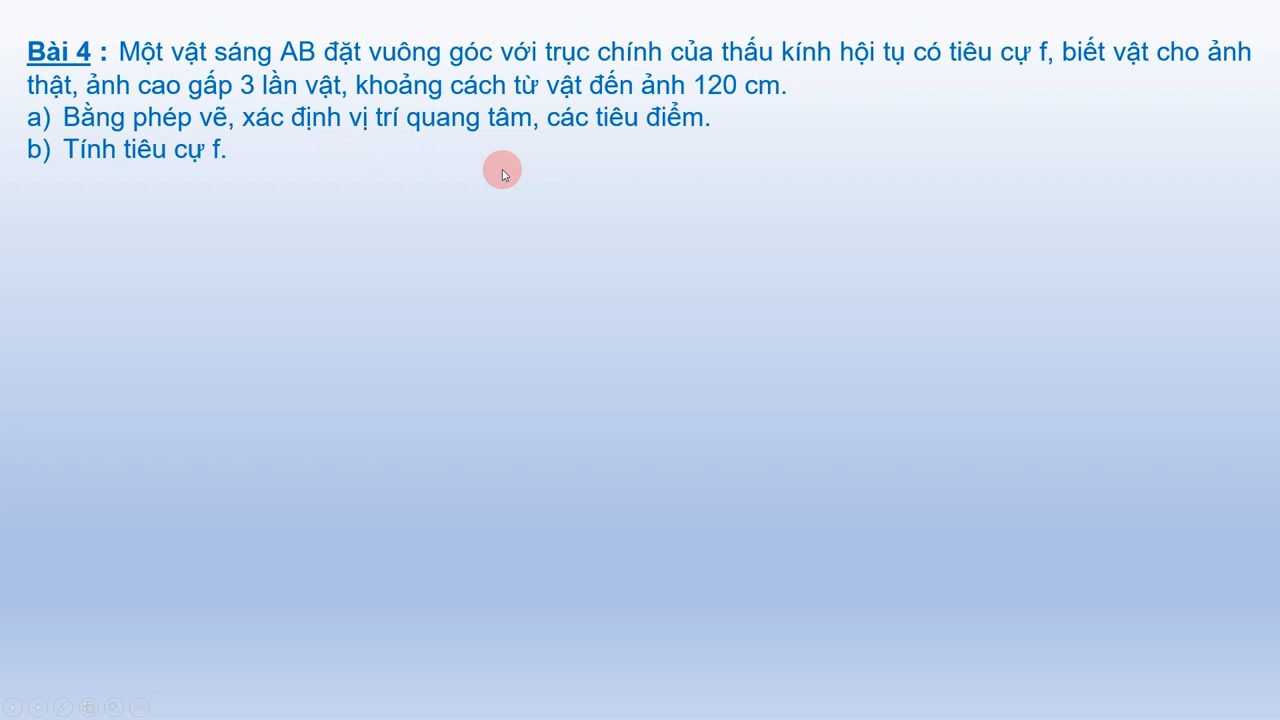 Bài 4 : Một vật sáng AB đặt vuông góc với trục chính của thấu kính hội tụ có tiêu cự f, biết vật cho ảnh
thật, ảnh cao gấp 3 lần vật, khoảng cách từ vật đến ảnh 120 cm.
a) Bằng phép vẽ, xác định vị trí quang tâm, các tiêu điểm.
b) Tính tiêu cự f.